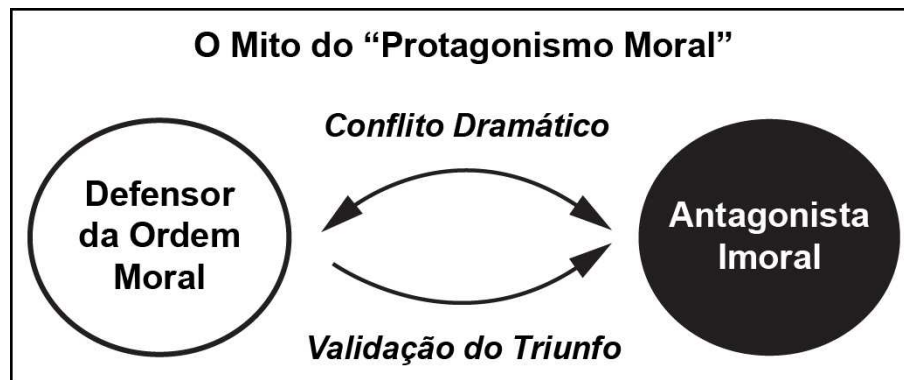 O Mito do “Protagonismo Moral”
Conflito Dramático
Defensor
da Ordem
Moral
Antagonista
Imoral
Validação do Triunfo